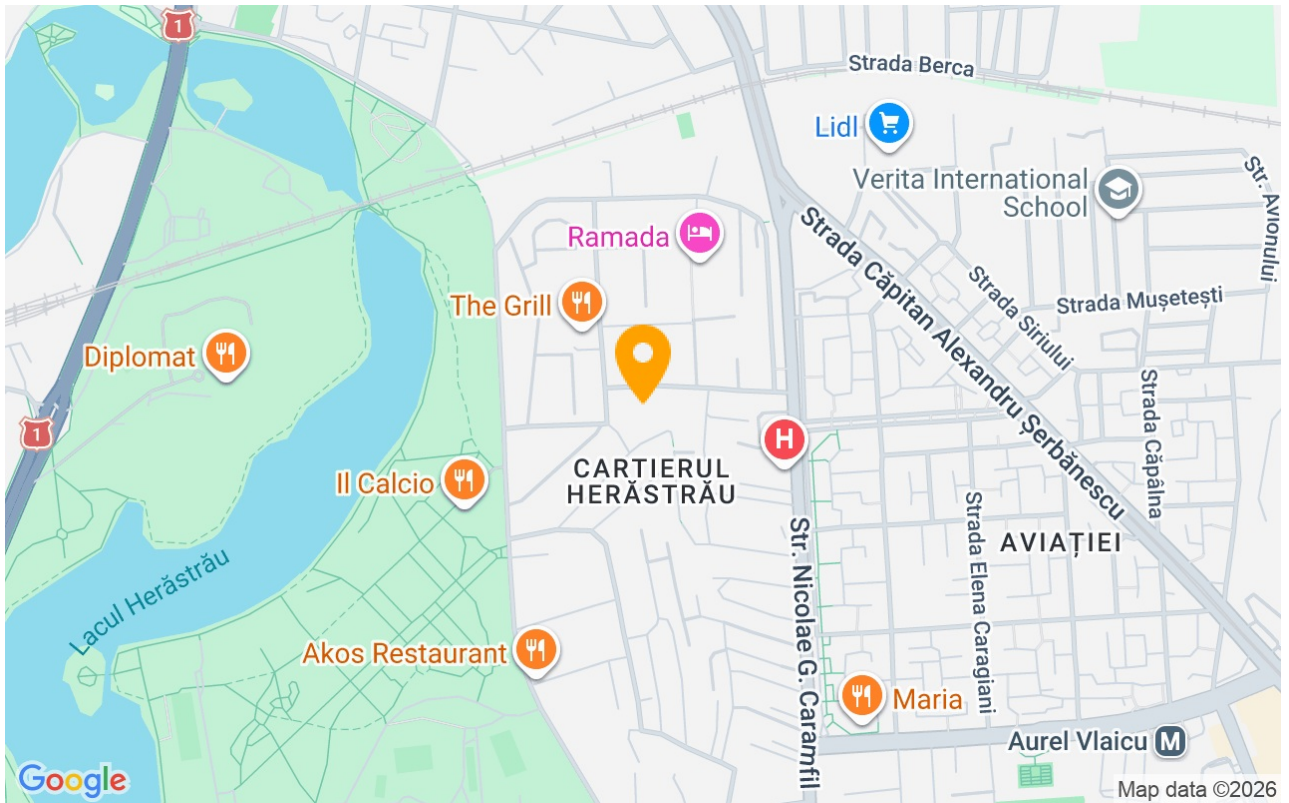 1
Strada Berca
Lidl
Verita International
School
Str. Avionului
Ramada
Strada Căpitan Alexandru Șerbănescu
Strada Siriului
Strada Mușetești
The Grill
Diplomat
Strada Căpâlna
1
H
CARTIERUL
HERĂSTRĂU
Il Calcio
Strada Elena Caragiani
AVIAȚIEI
Str. Nicolae G. Caramfil
Lacul Herăstrău
Akos Restaurant
Maria
Aurel Vlaicu M
Google
Map data ©2026